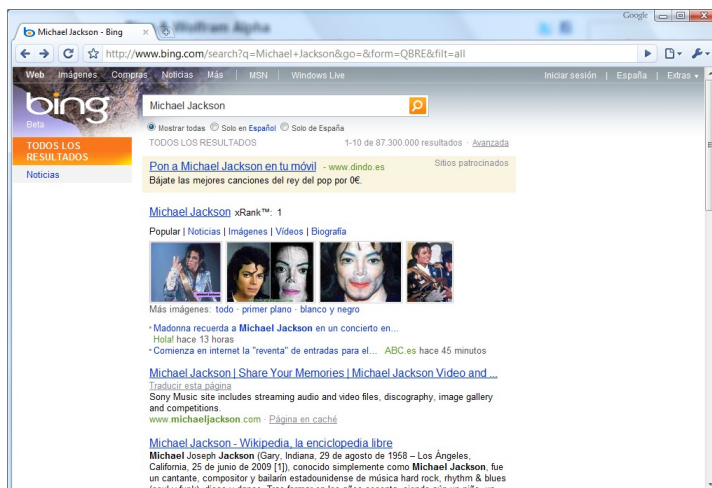 & Wolfram Alpha
Google
Michael Jackson - Bing
http://www.bing.com/search?q=Michael+Jackson&go=&form=QBRE&filt=all
Web Imágenes Compras Noticias Más | MSN | Windows Live Iniciar sesión | España | Extras
bing
Beta
Michael Jackson
Mostrar todas Solo en Español Solo de España
TODOS LOS RESULTADOS 1-10 de 87.300.000 resultados · Avanzada
TODOS LOS
RESULTADOS
Noticias
Pon a Michael Jackson en tu móvil - www.dindo.es Sitios patrocinados
Bájate las mejores canciones del rey del pop por 0€.
Michael Jackson xRank™: 1
Popular | Noticias | Imágenes | Vídeos | Biografía
Más imágenes: todo · primer plano · blanco y negro
Madonna recuerda a Michael Jackson en un concierto en...
Hola! hace 13 horas
Comienza en internet la "reventa" de entradas para el... ABC.es hace 45 minutos
Michael Jackson | Share Your Memories | Michael Jackson Video and ...
Traducir esta página
Sony Music site includes streaming audio and video files, discography, image gallery
and competitions.
www.michaeljackson.com · Página en caché
Michael Jackson - Wikipedia, la enciclopedia libre
Michael Joseph Jackson (Gary, Indiana, 29 de agosto de 1958 – Los Ángeles,
California, 25 de junio de 2009 [1]), conocido simplemente como Michael Jackson, fue
un cantante, compositor y bailarín estadounidense de música hard rock, rhythm & blues